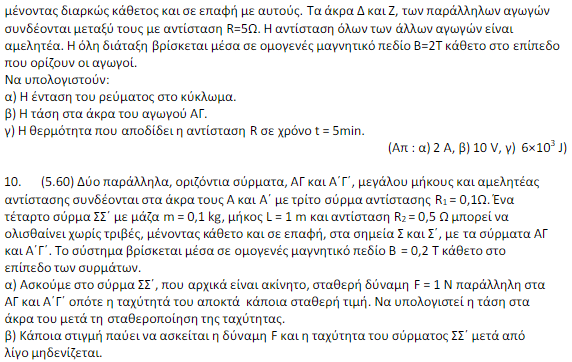 μένοντας διαρκώς κάθετος και σε επαφή με αυτούς. Τα άκρα Δ και Ζ, των παράλληλων αγωγών
συνδέονται μεταξύ τους με αντίσταση R=5Ω. Η αντίσταση όλων των άλλων αγωγών είναι
αμελητέα. Η όλη διάταξη βρίσκεται μέσα σε ομογενές μαγνητικό πεδίο Β=2Τ κάθετο στο επίπεδο
που ορίζουν οι αγωγοί.
Να υπολογιστούν:
α) Η ένταση του ρεύματος στο κύκλωμα.
β) Η τάση στα άκρα του αγωγού ΑΓ.
γ) Η θερμότητα που αποδίδει η αντίσταση R σε χρόνο t = 5min.
(Απ : α) 2 Α, β) 10 V, γ) 6×10³ J)
10. (5.60) Δύο παράλληλα, οριζόντια σύρματα, ΑΓ και Α΄Γ΄, μεγάλου μήκους και αμελητέας
αντίστασης συνδέονται στα άκρα τους Α και Α΄ με τρίτο σύρμα αντίστασης R₁ = 0,1Ω. Ένα
τέταρτο σύρμα ΣΣ΄ με μάζα m = 0,1 kg, μήκος L = 1 m και αντίσταση R₂ = 0,5 Ω μπορεί να
ολισθαίνει χωρίς τριβές, μένοντας κάθετο και σε επαφή, στα σημεία Σ και Σ΄, με τα σύρματα ΑΓ
και Α΄Γ΄. Το σύστημα βρίσκεται μέσα σε ομογενές μαγνητικό πεδίο Β = 0,2 Τ κάθετο στο
επίπεδο των συρμάτων.
α) Ασκούμε στο σύρμα ΣΣ΄, που αρχικά είναι ακίνητο, σταθερή δύναμη F = 1 N παράλληλη στα
ΑΓ και Α΄Γ΄ οπότε η ταχύτητά του αποκτά κάποια σταθερή τιμή. Να υπολογιστεί η τάση στα
άκρα του μετά τη σταθεροποίηση της ταχύτητας.
β) Κάποια στιγμή παύει να ασκείται η δύναμη F και η ταχύτητα του σύρματος ΣΣ΄ μετά από
λίγο μηδενίζεται.